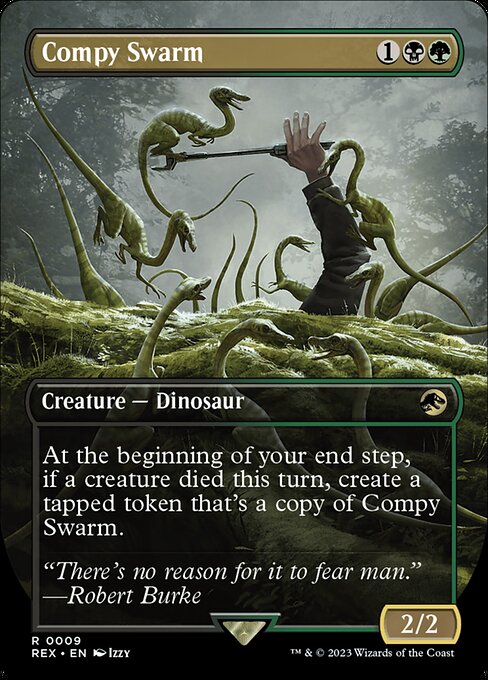 Compy Swarm 1
Creature — Dinosaur
At the beginning of your end step,
if a creature died this turn, create a
tapped token that's a copy of Compy
Swarm.
“There's no reason for it to fear man.”
—Robert Burke
2/2
R 0009
REX • EN Izzy
™ & © 2023 Wizards of the Coast